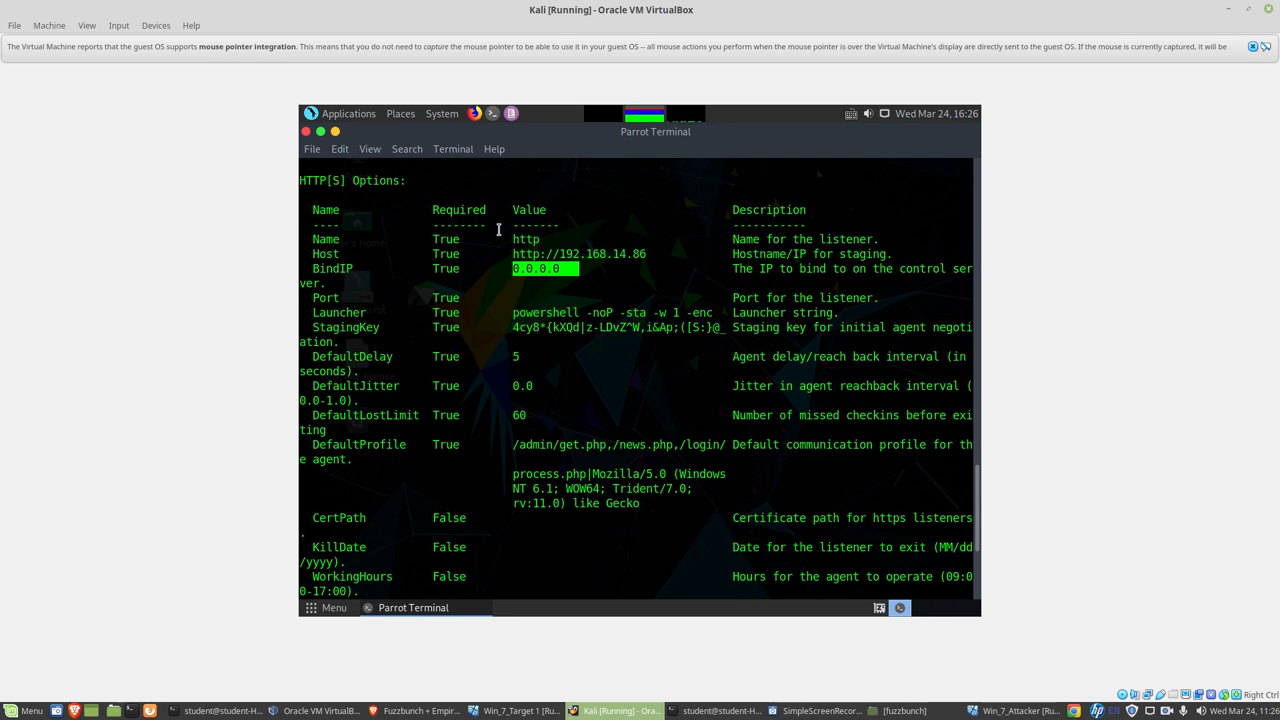 Kali [Running] - Oracle VM VirtualBox
File Machine View Input Devices Help
The Virtual Machine reports that the guest OS supports mouse pointer integration. This means that you do not need to capture the mouse pointer to be able to use it in your guest OS -- all mouse actions you perform when the mouse pointer is over the Virtual Machine's display are directly sent to the guest OS. If the mouse is currently captured, it will be
Applications Places System Wed Mar 24, 16:26
Parrot Terminal
File Edit View Search Terminal Help
HTTP[S] Options:
Name Required Value Description
---- -------- ------- -----------
Name True http Name for the listener.
Host True http://192.168.14.86 Hostname/IP for staging.
BindIP True 0.0.0.0 The IP to bind to on the control ser
ver.
Port True Port for the listener.
Launcher True powershell -noP -sta -w 1 -enc Launcher string.
StagingKey True 4cy8*{kXQd|z-LDvZ^W,i&Ap;([S:}@_ Staging key for initial agent negoti
ation.
DefaultDelay True 5 Agent delay/reach back interval (in
seconds).
DefaultJitter True 0.0 Jitter in agent reachback interval (
0.0-1.0).
DefaultLostLimit True 60 Number of missed checkins before exi
ting
DefaultProfile True /admin/get.php,/news.php,/login/ Default communication profile for th
e agent.
process.php|Mozilla/5.0 (Windows
NT 6.1; WOW64; Trident/7.0;
rv:11.0) like Gecko
CertPath False Certificate path for https listeners
.
KillDate False Date for the listener to exit (MM/dd
/yyyy).
WorkingHours False Hours for the agent to operate (09:0
0-17:00).
Menu Parrot Terminal
Right Ctrl
Menu student@student-H... Oracle VM VirtualB... Fuzzbunch + Empir... Win_7_Target 1 [Ru... Kali [Running] - Ora... student@student-H... SimpleScreenRecor... [fuzzbunch] Win_7_Attacker [Ru... EN Wed Mar 24, 11:26